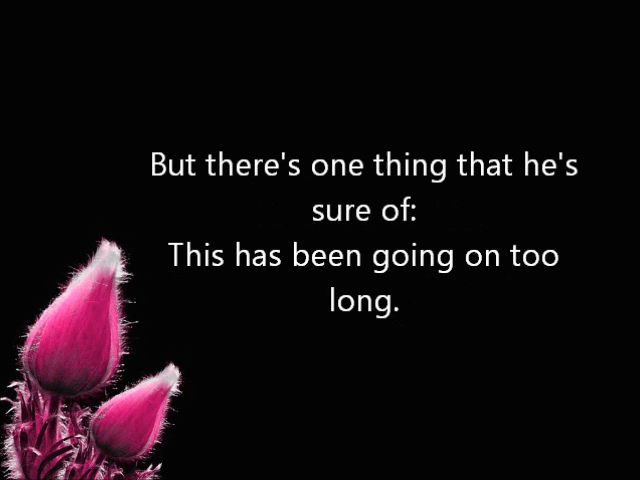 But there's one thing that he's
sure of:
This has been going on too
long.